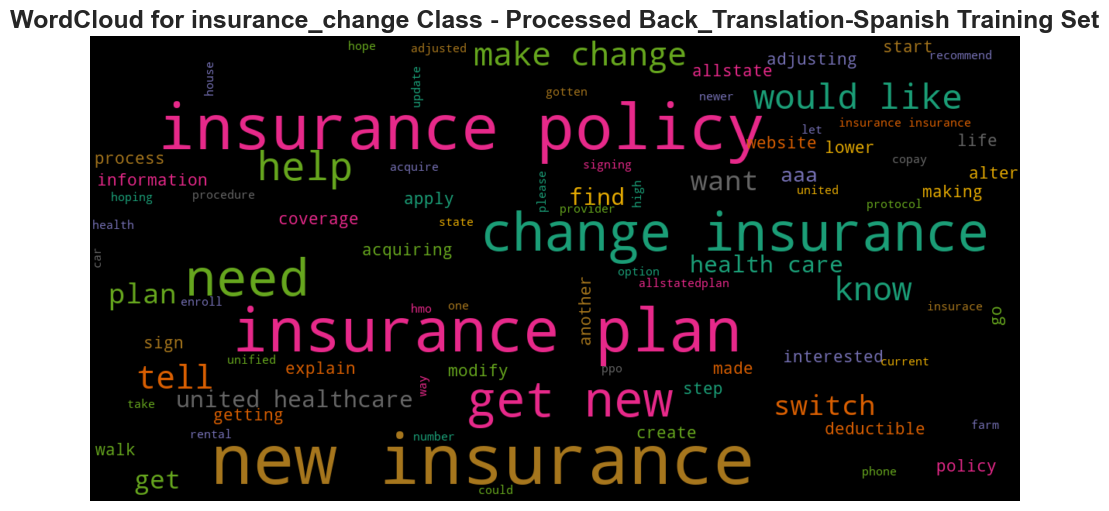 WordCloud for insurance_change Class - Processed Back_Translation-Spanish Training Set
hope
adjusted
make change
adjusting
start
recommend
house
update
allstate
gotten
newer
would like
insurance policy
let
insurance insurance
website
lower
life
process
help
acquire
signing
copay
information
please
high
want
aaa
alter
hoping
procedure
apply
find
united
making
provider
protocol
health
coverage
state
change insurance
car
acquiring
need
health care
plan
enroll
option
allstatedplan
know
another
hmo
one
insurace
go
insurance plan
sign
unified
explain
modify
ppo
made
interested
current
tell
united healthcare
way
get new
step
switch
take
getting
rental
number
create
deductible
farm
walk
new insurance
get
could
phone
policy